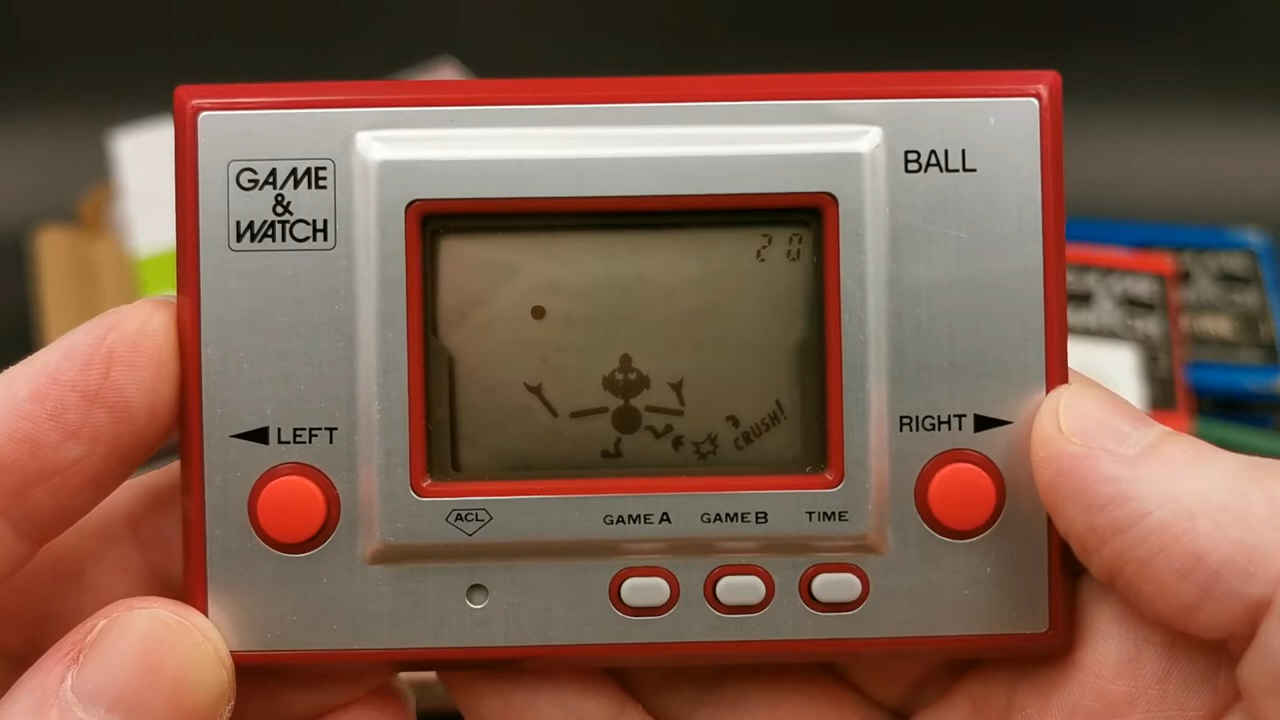 GAME
&
WATCH
BALL
20
CRUSH!
◀ LEFT
RIGHT ▶
ACL
GAME A
GAME B
TIME